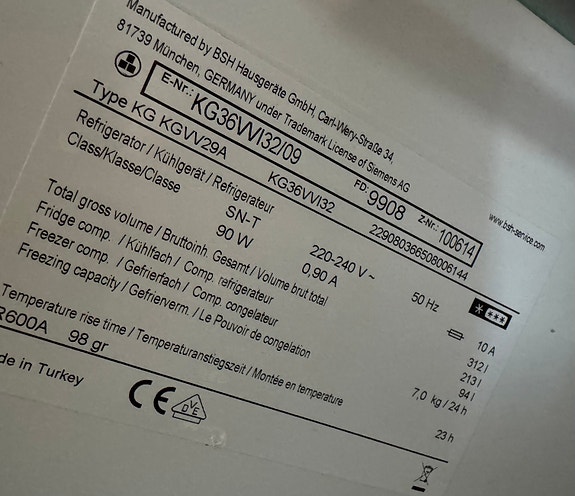 Manufactured by BSH Hausgeräte GmbH, Carl-Wery-Straße 34,
81739 München, GERMANY under Trademark License of Siemens AG
E-Nr.: KG36VVI32/09 FD: 9908 Z-Nr.: 100614
Type KG KGVV29A KG36VVI32 229080366508006144
www.bsh-service.com
Refrigerator / Kühlgerät / Refrigerateur
Class/Klasse/Classe SN-T 220-240 V ~ 50 Hz
90 W 0,90 A 10 A
Total gross volume / Bruttoinh. Gesamt / Volume brut total 312 l
Fridge comp. / Kühlfach / Comp. refrigerateur 213 l
Freezer comp. / Gefrierfach / Comp. congelateur 94 l
Freezing capacity / Gefrierverm. / Le Pouvoir de congelation 7,0 kg / 24 h
Temperature rise time / Temperaturanstiegszeit / Montée en temperature 23 h
R600A 98 gr
de in Turkey
CE
DVE